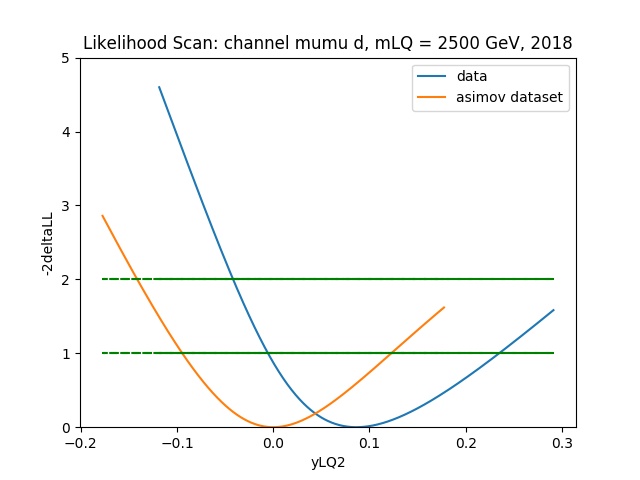 Likelihood Scan: channel mumu d, mLQ = 2500 GeV, 2018
data
asimov dataset
-2deltaLL
5
4
3
2
1
0
−0.2
−0.1
0.0
0.1
0.2
0.3
yLQ2